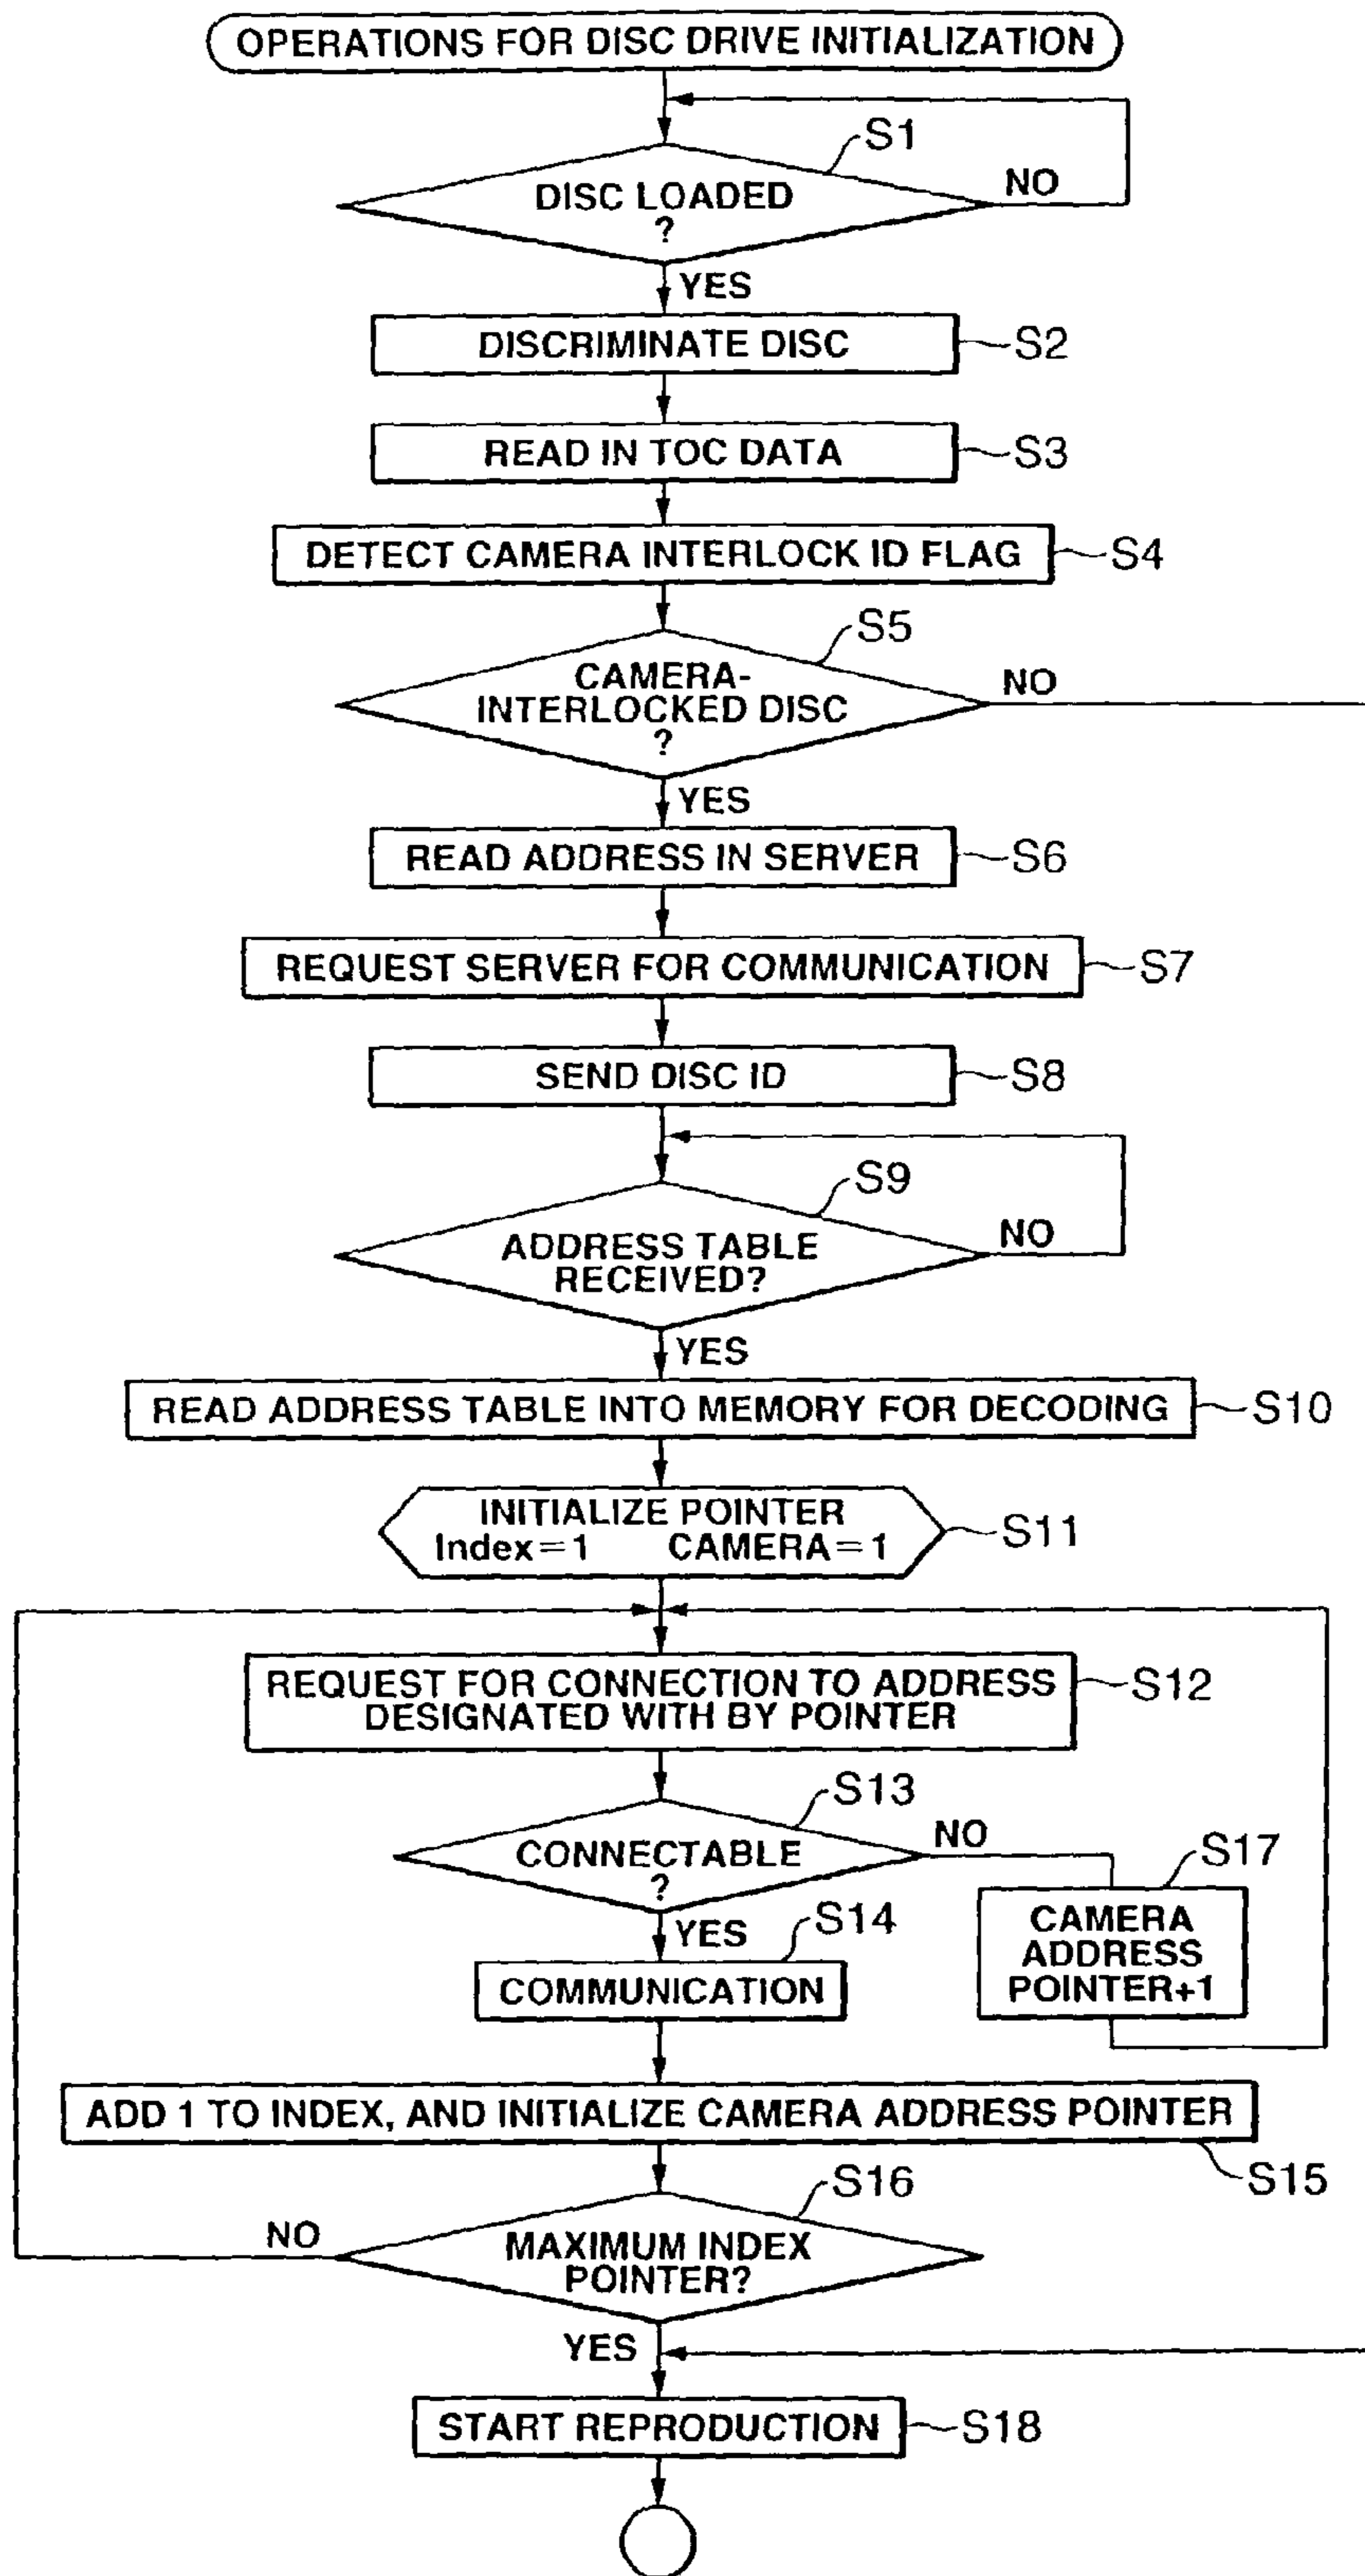 OPERATIONS FOR DISC DRIVE INITIALIZATION
S1
DISC LOADED
?
NO
YES
DISCRIMINATE DISC
S2
READ IN TOC DATA
S3
DETECT CAMERA INTERLOCK ID FLAG
S4
S5
CAMERA-
INTERLOCKED DISC
?
NO
YES
READ ADDRESS IN SERVER
S6
REQUEST SERVER FOR COMMUNICATION
S7
SEND DISC ID
S8
S9
ADDRESS TABLE
RECEIVED?
NO
YES
READ ADDRESS TABLE INTO MEMORY FOR DECODING
S10
INITIALIZE POINTER
Index=1 CAMERA=1
S11
REQUEST FOR CONNECTION TO ADDRESS
DESIGNATED WITH BY POINTER
S12
S13
CONNECTABLE
?
NO
YES
S17
CAMERA
ADDRESS
POINTER+1
S14
COMMUNICATION
ADD 1 TO INDEX, AND INITIALIZE CAMERA ADDRESS POINTER
S15
S16
MAXIMUM INDEX
POINTER?
NO
YES
START REPRODUCTION
S18